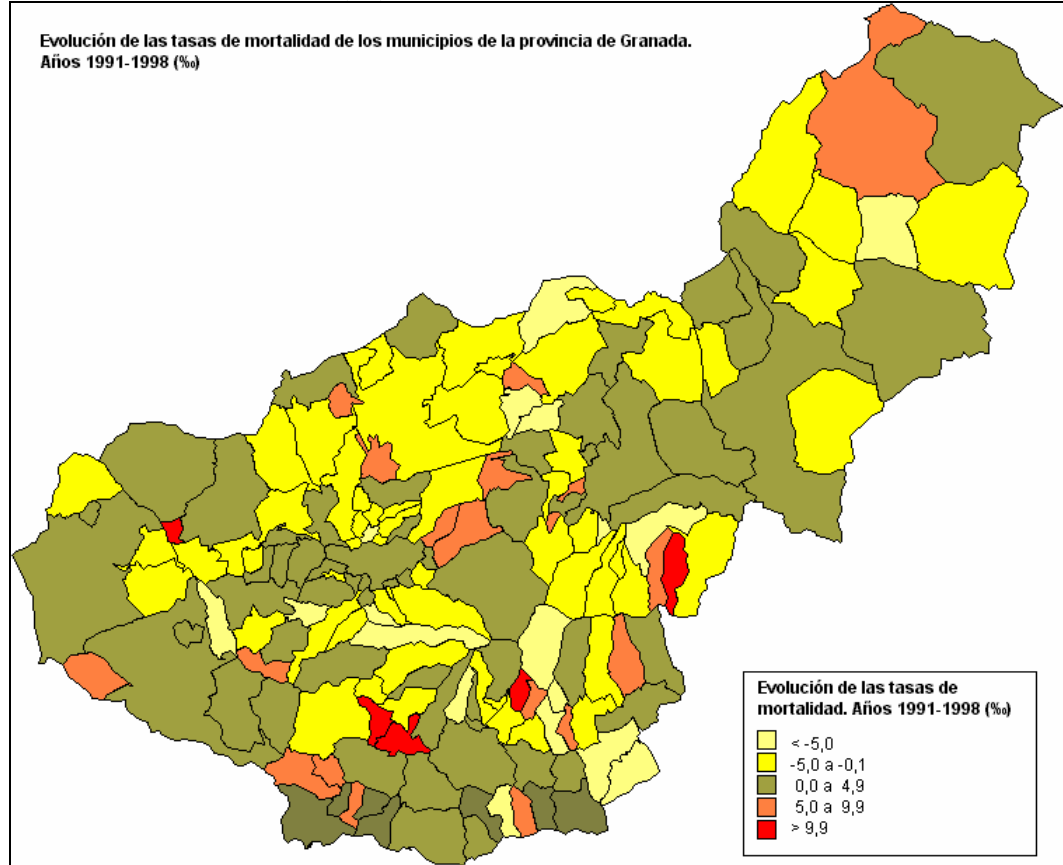 Evolución de las tasas de mortalidad de los municipios de la provincia de Granada.
Años 1991-1998 (‰)
Evolución de las tasas de
mortalidad. Años 1991-1998 (‰)
< -5,0
-5,0 a -0,1
0,0 a 4,9
5,0 a 9,9
> 9,9